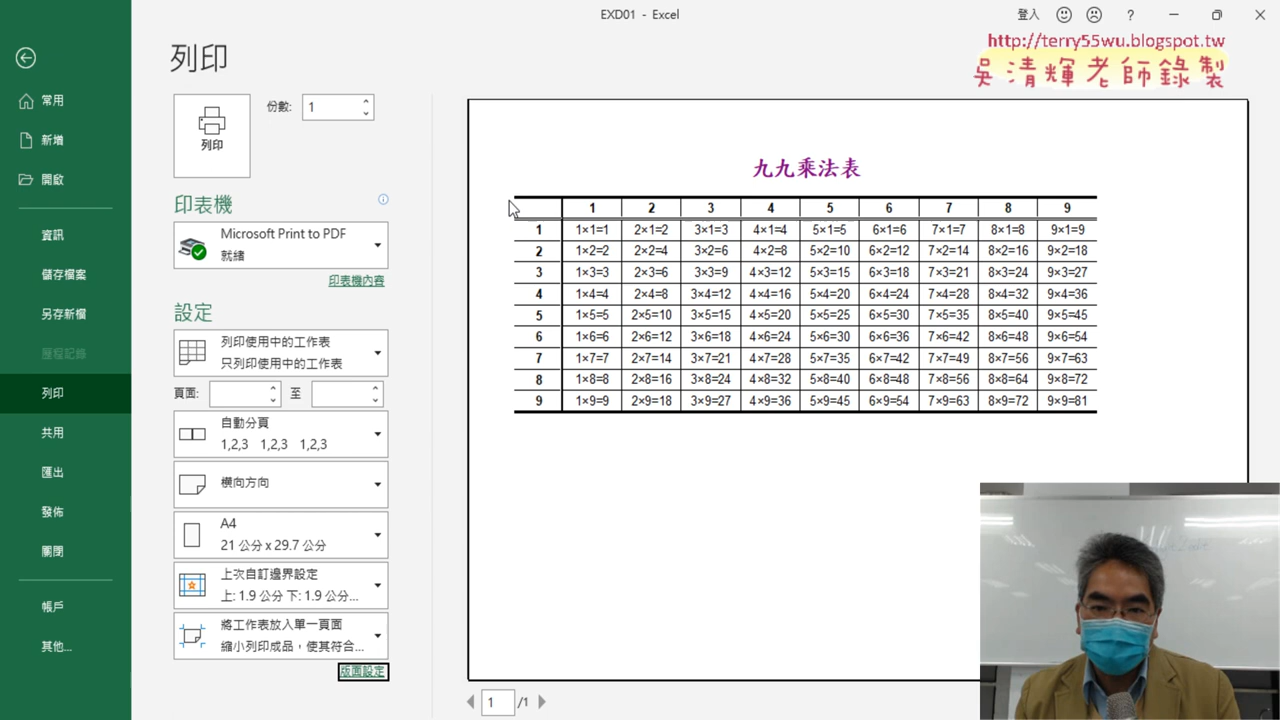 EXD01 - Excel
登入
?
http://terry55wu.blogspot.tw
吳清輝老師錄製
常用
新增
開啟
資訊
儲存檔案
另存新檔
歷程記錄
列印
共用
匯出
發佈
關閉
帳戶
其他...
列印
列印
份數: 1
印表機
Microsoft Print to PDF
就緒
印表機內容
設定
列印使用中的工作表
只列印使用中的工作表
頁面: 至
自動分頁
1,2,3 1,2,3 1,2,3
橫向方向
A4
21 公分 x 29.7 公分
上次自訂邊界設定
上: 1.9 公分 下: 1.9 公分...
將工作表放入單一頁面
縮小列印成品，使其符合...
版面設定
九九乘法表
1 2 3 4 5 6 7 8 9
1 1×1=1 2×1=2 3×1=3 4×1=4 5×1=5 6×1=6 7×1=7 8×1=8 9×1=9
2 1×2=2 2×2=4 3×2=6 4×2=8 5×2=10 6×2=12 7×2=14 8×2=16 9×2=18
3 1×3=3 2×3=6 3×3=9 4×3=12 5×3=15 6×3=18 7×3=21 8×3=24 9×3=27
4 1×4=4 2×4=8 3×4=12 4×4=16 5×4=20 6×4=24 7×4=28 8×4=32 9×4=36
5 1×5=5 2×5=10 3×5=15 4×5=20 5×5=25 6×5=30 7×5=35 8×5=40 9×5=45
6 1×6=6 2×6=12 3×6=18 4×6=24 5×6=30 6×6=36 7×6=42 8×6=48 9×6=54
7 1×7=7 2×7=14 3×7=21 4×7=28 5×7=35 6×7=42 7×7=49 8×7=56 9×7=63
8 1×8=8 2×8=16 3×8=24 4×8=32 5×8=40 6×8=48 7×8=56 8×8=64 9×8=72
9 1×9=9 2×9=18 3×9=27 4×9=36 5×9=45 6×9=54 7×9=63 8×9=72 9×9=81
1 /1